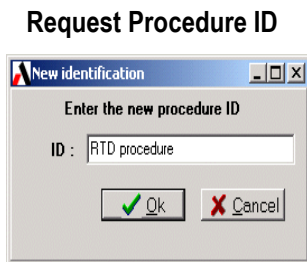 Request Procedure ID
New identification
Enter the new procedure ID
ID : RTD procedure
Ok Cancel